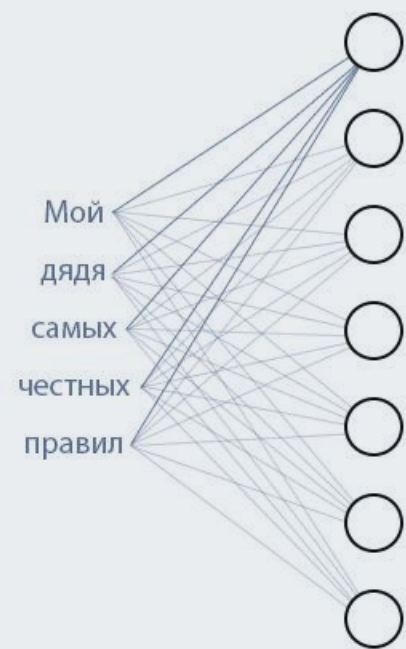 Мой
дядя
самых
честных
правил